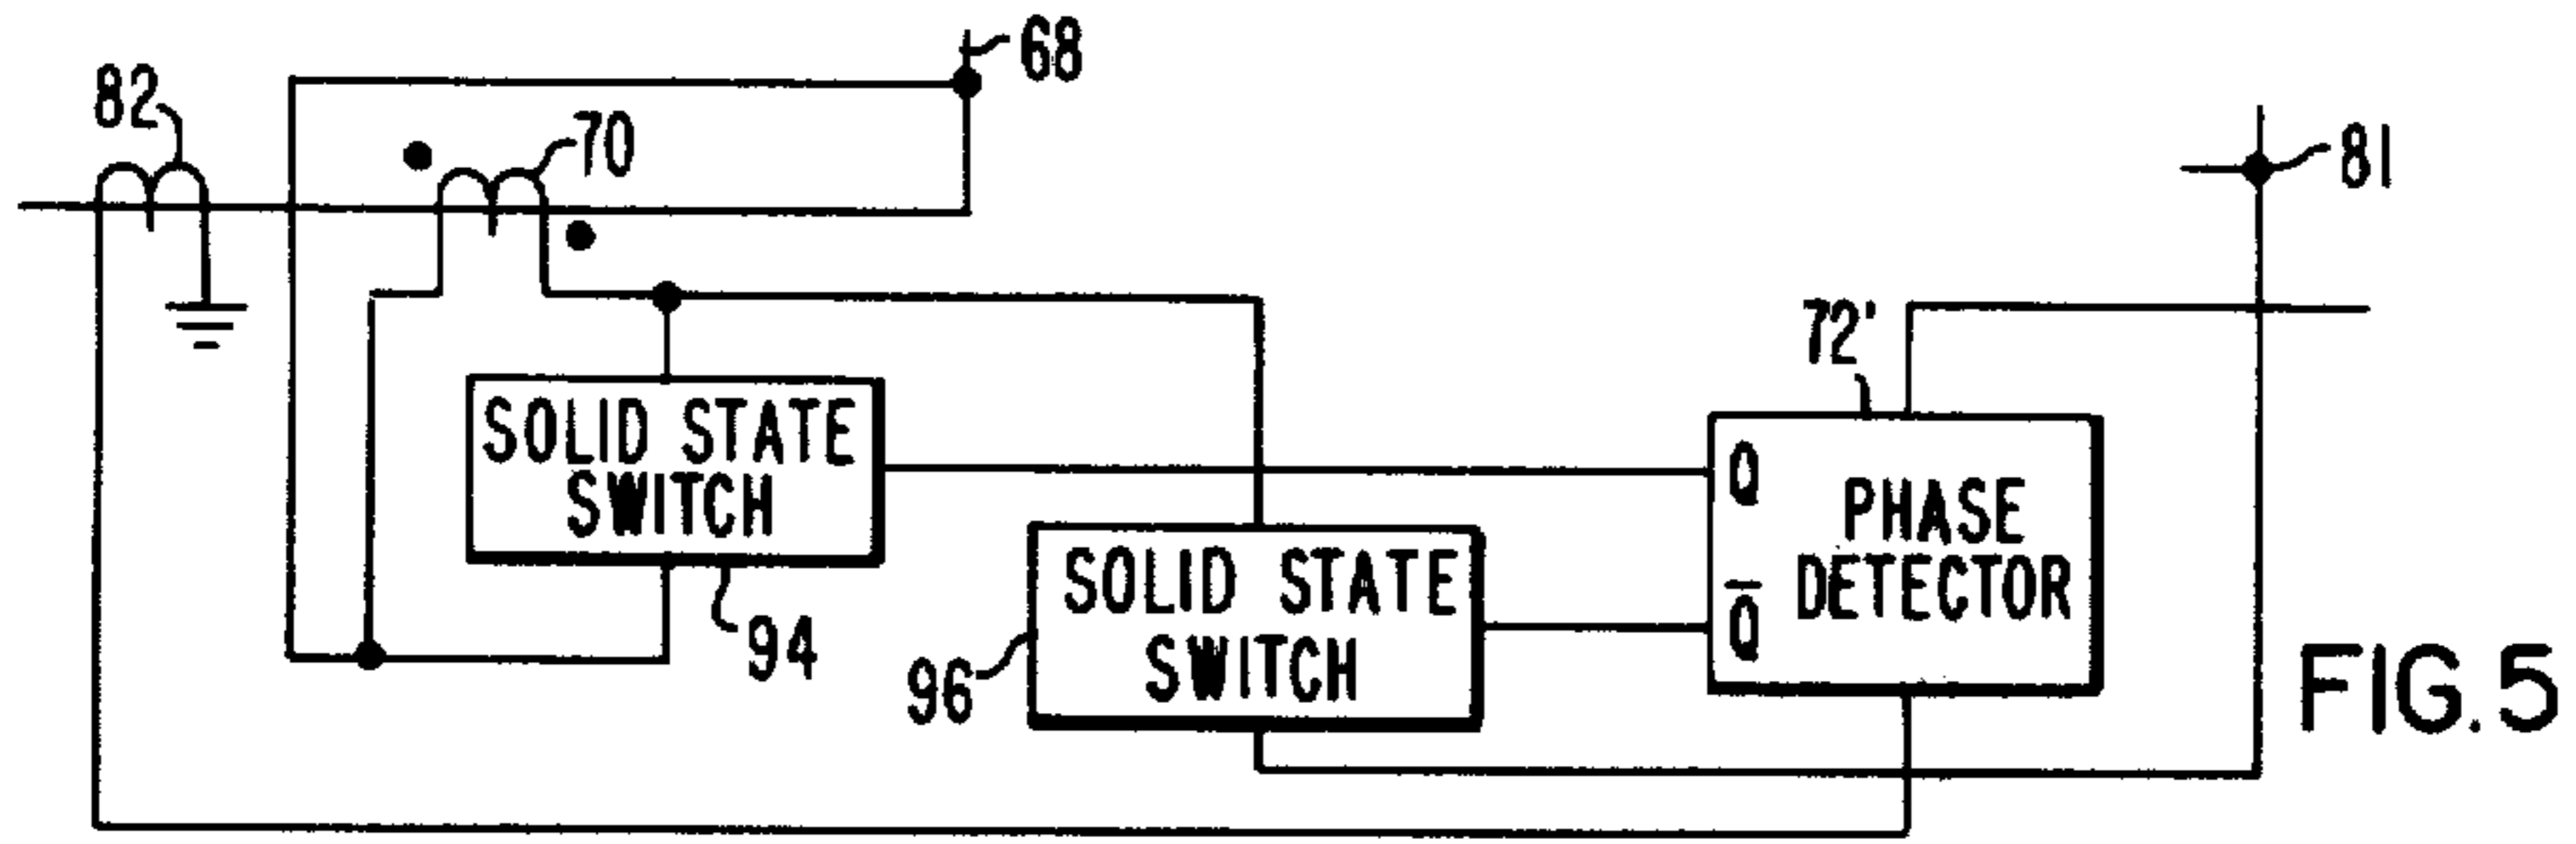 68
82
70
81
72'
SOLID STATE
SWITCH
Q
PHASE
DETECTOR
Q̅
SOLID STATE
SWITCH
94
96
FIG. 5